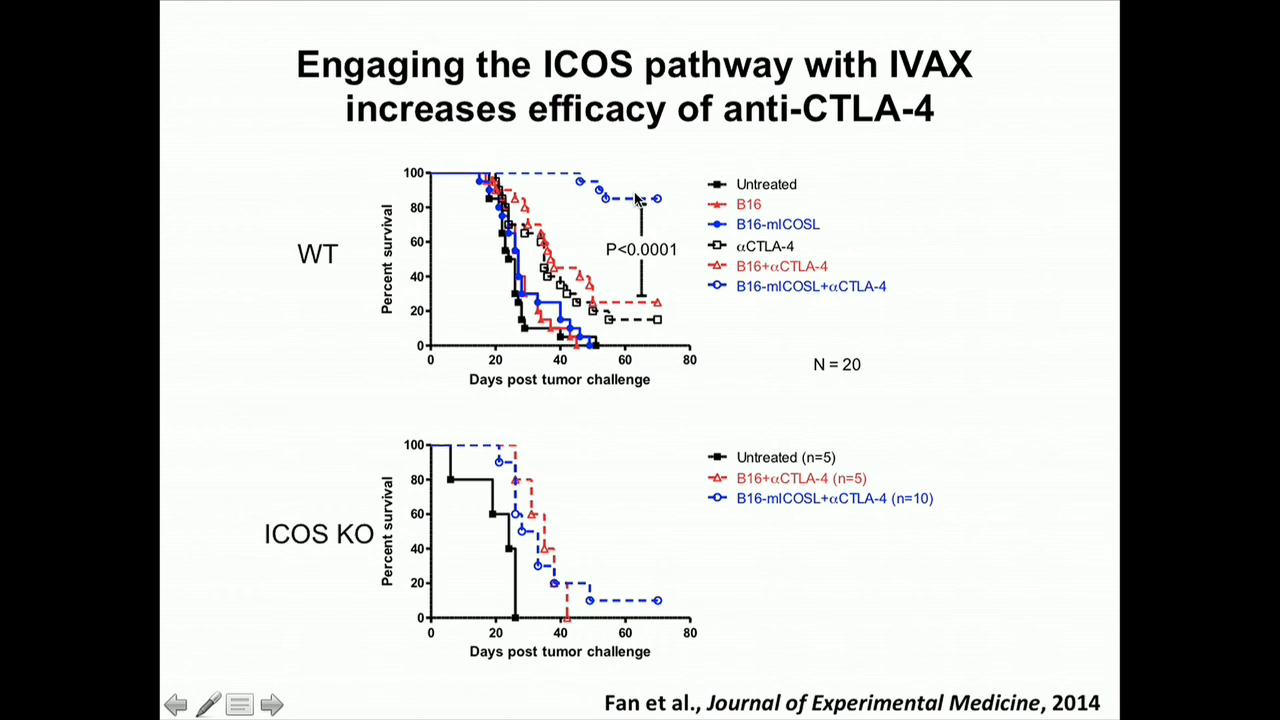 Engaging the ICOS pathway with IVAX
increases efficacy of anti-CTLA-4
WT
Percent survival
100
80
60
40
20
0
0 20 40 60 80
Days post tumor challenge
P<0.0001
Untreated
B16
B16-mICOSL
αCTLA-4
B16+αCTLA-4
B16-mICOSL+αCTLA-4
N = 20
ICOS KO
Percent survival
100
80
60
40
20
0
0 20 40 60 80
Days post tumor challenge
Untreated (n=5)
B16+αCTLA-4 (n=5)
B16-mICOSL+αCTLA-4 (n=10)
Fan et al., Journal of Experimental Medicine, 2014